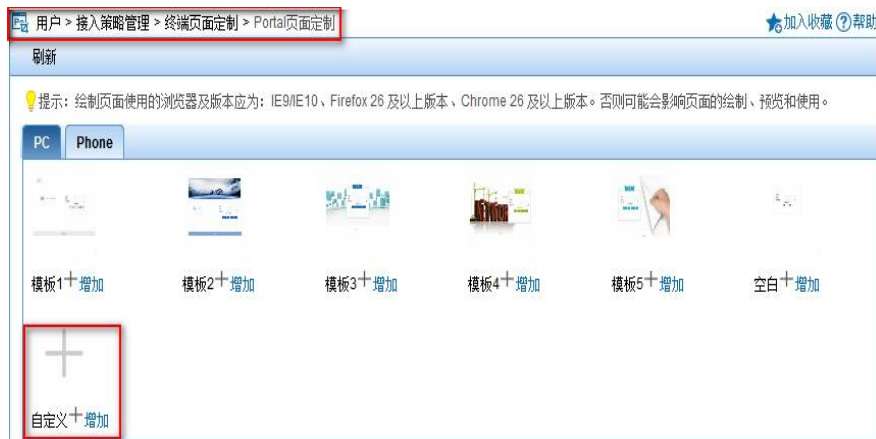 用户 > 接入策略管理 > 终端页面定制 > Portal页面定制
加入收藏 ?帮助
刷新
提示：绘制页面使用的浏览器及版本应为：IE9/IE10、Firefox 26 及以上版本、Chrome 26 及以上版本。否则可能会影响页面的绘制、预览和使用。
PC Phone
模板1+增加 模板2+增加 模板3+增加 模板4+增加 模板5+增加 空白+增加
自定义+增加